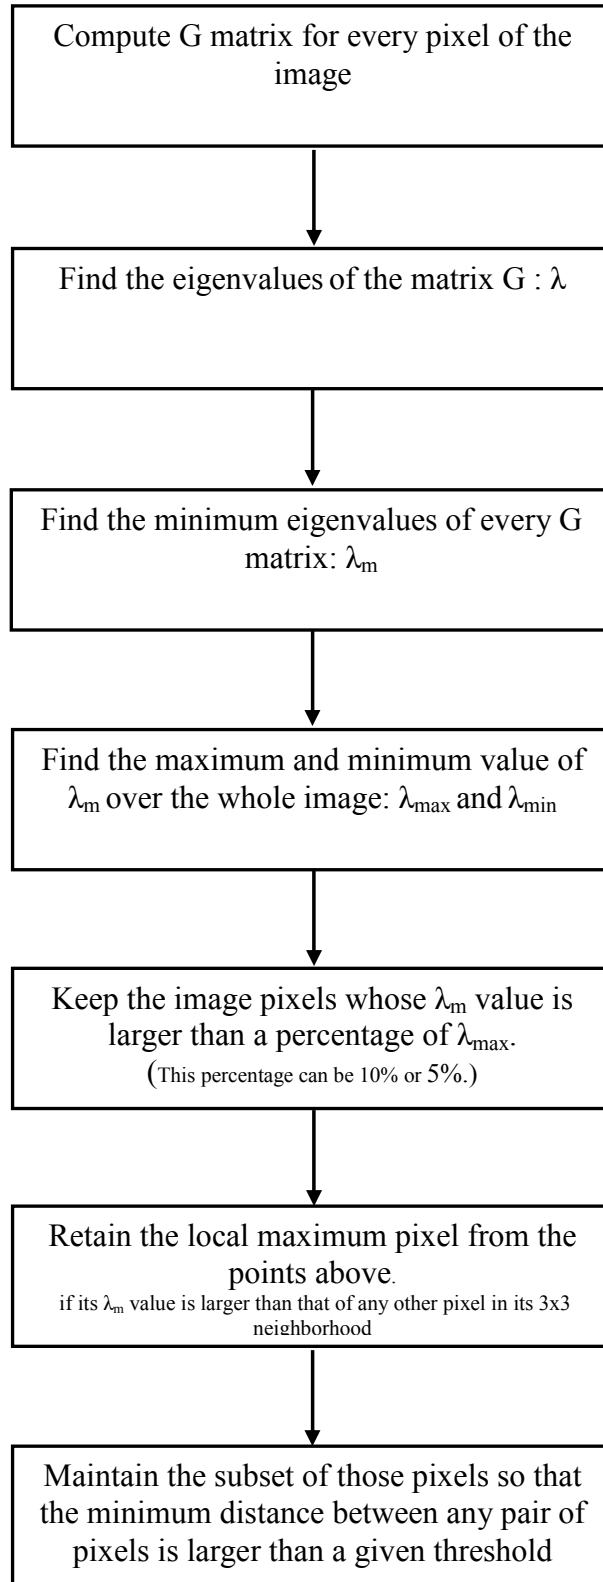 Compute G matrix for every pixel of the
image
Find the eigenvalues of the matrix G : λ
Find the minimum eigenvalues of every G
matrix: λₘ
Find the maximum and minimum value of
λₘ over the whole image: λmax and λmin
Keep the image pixels whose λₘ value is
larger than a percentage of λmax.
(This percentage can be 10% or 5%.)
Retain the local maximum pixel from the
points above.
if its λₘ value is larger than that of any other pixel in its 3x3
neighborhood
Maintain the subset of those pixels so that
the minimum distance between any pair of
pixels is larger than a given threshold